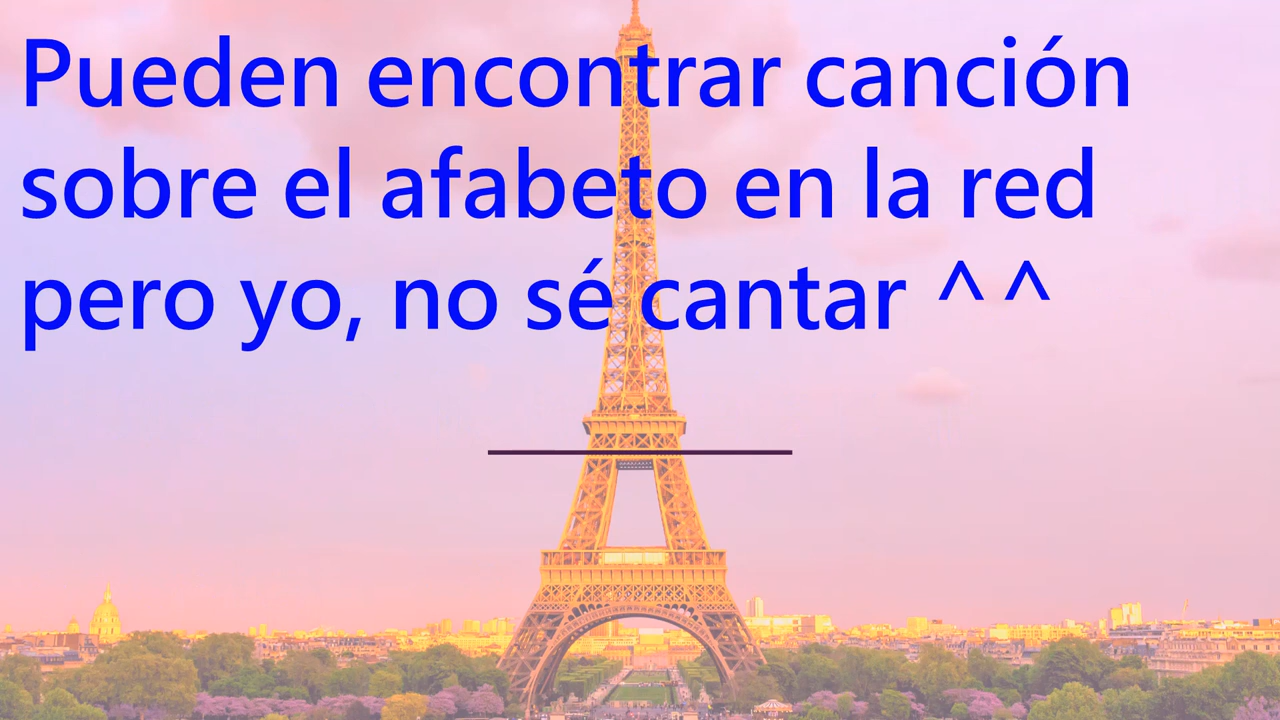 Pueden encontrar canción
sobre el afabeto en la red
pero yo, no sé cantar ^^